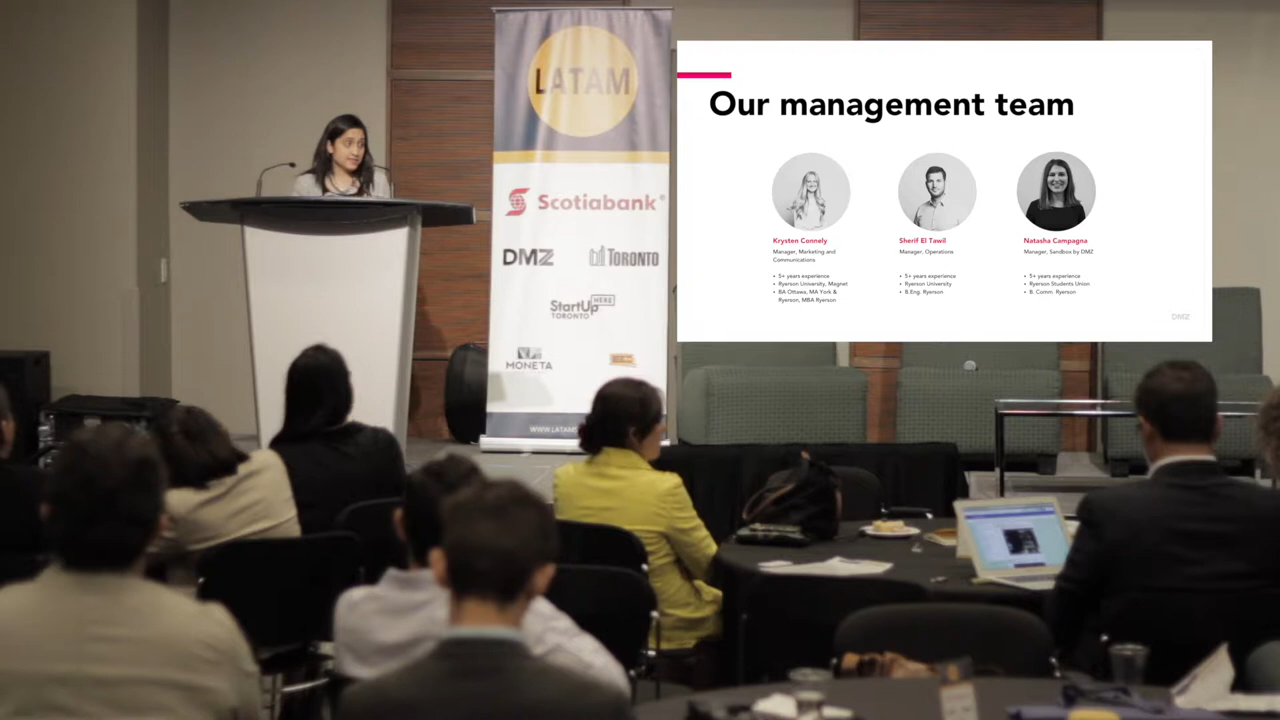 LATAM
Scotiabank®
DMZ
TORONTO
StartUp HERE
TORONTO
MONETA
WWW.LATAM
Our management team
Krysten Connely
Manager, Marketing and
Communications
• 5+ years experience
• Ryerson University, Magnet
• BA Ottawa, MA York &
Ryerson, MBA Ryerson
Sherif El Tawil
Manager, Operations
• 5+ years experience
• Ryerson University
• B.Eng. Ryerson
Natasha Campagna
Manager, Sandbox by DMZ
• 5+ years experience
• Ryerson Students Union
• B. Comm. Ryerson
DMZ